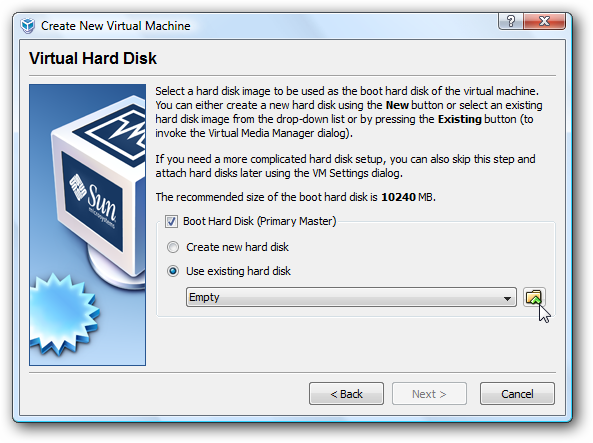 Create New Virtual Machine
Virtual Hard Disk
Select a hard disk image to be used as the boot hard disk of the virtual machine.
You can either create a new hard disk using the New button or select an existing
hard disk image from the drop-down list or by pressing the Existing button (to
invoke the Virtual Media Manager dialog).
If you need a more complicated hard disk setup, you can also skip this step and
attach hard disks later using the VM Settings dialog.
The recommended size of the boot hard disk is 10240 MB.
Sun
microsystems
Boot Hard Disk (Primary Master)
Create new hard disk
Use existing hard disk
Empty
< Back
Next >
Cancel